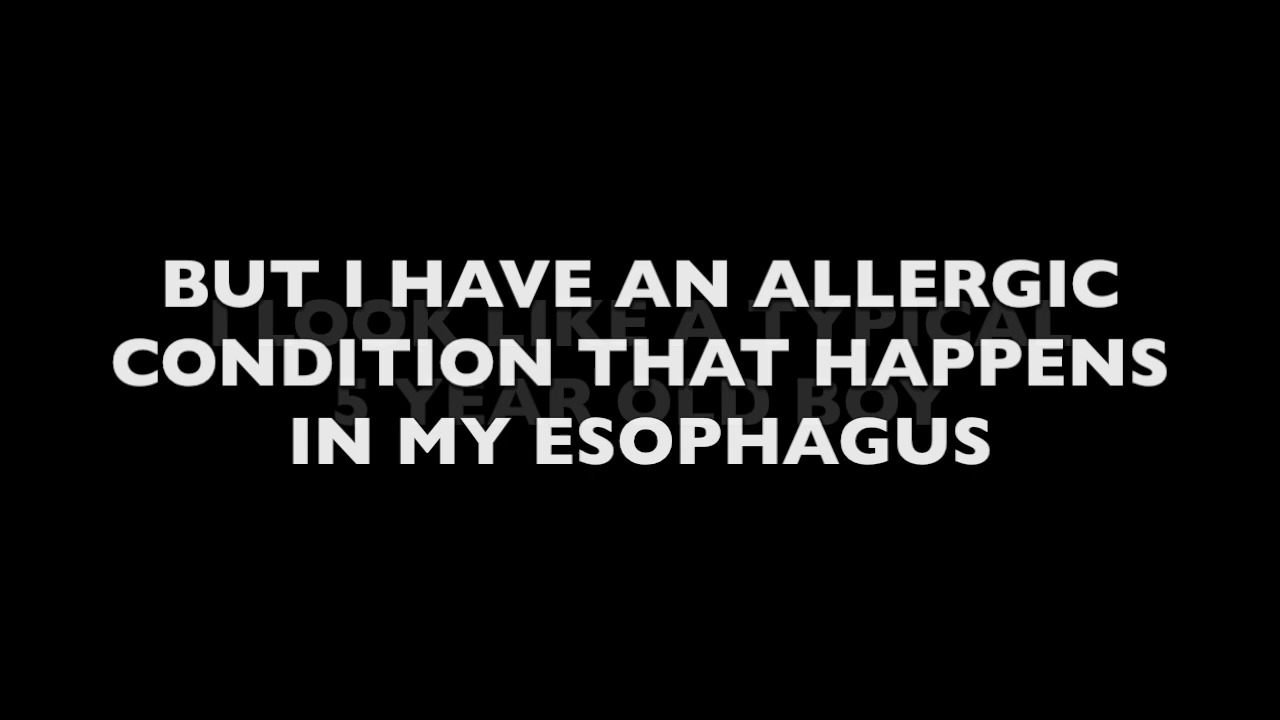 BUT I HAVE AN ALLERGIC
I LOOK LIKE A TYPICAL
CONDITION THAT HAPPENS
5 YEAR OLD BOY
IN MY ESOPHAGUS